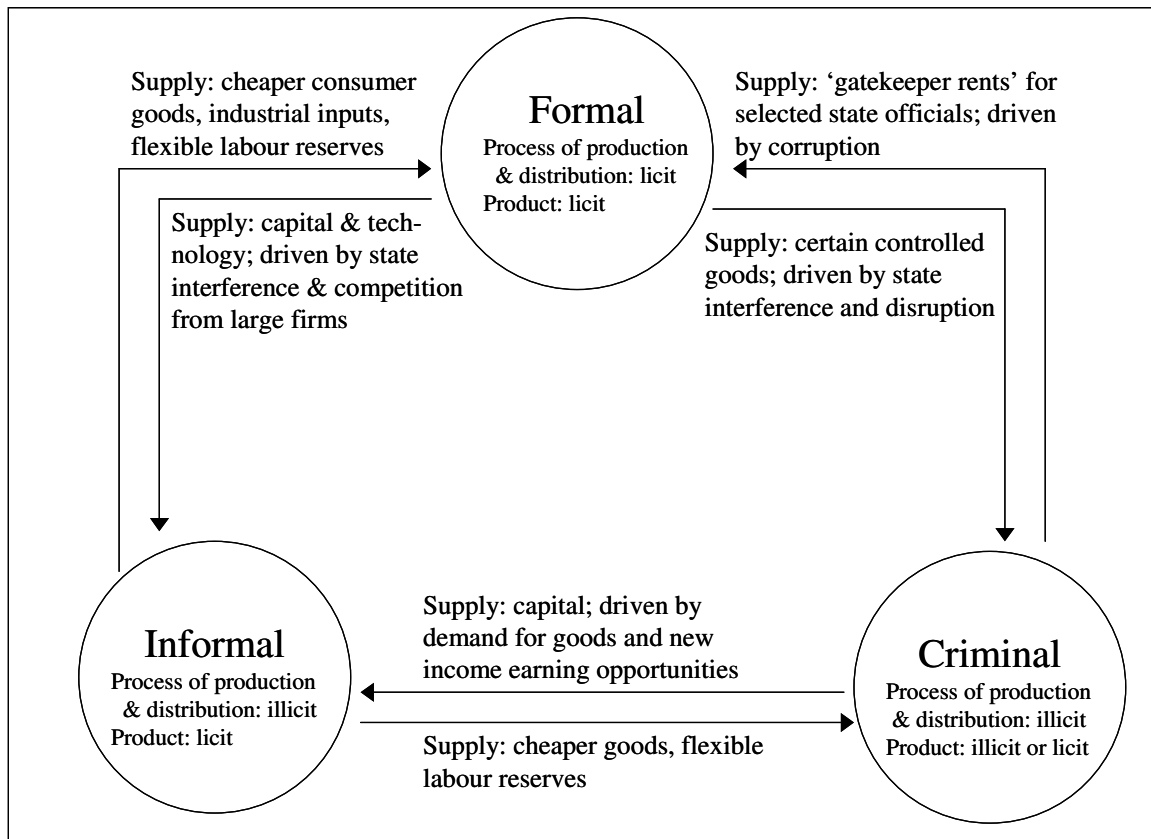 Supply: cheaper consumer
goods, industrial inputs,
flexible labour reserves
Formal
Process of production
& distribution: licit
Product: licit
Supply: ‘gatekeeper rents’ for
selected state officials; driven
by corruption
Supply: capital & tech-
nology; driven by state
interference & competition
from large firms
Supply: certain controlled
goods; driven by state
interference and disruption
Informal
Process of production
& distribution: illicit
Product: licit
Supply: capital; driven by
demand for goods and new
income earning opportunities
Supply: cheaper goods, flexible
labour reserves
Criminal
Process of production
& distribution: illicit
Product: illicit or licit